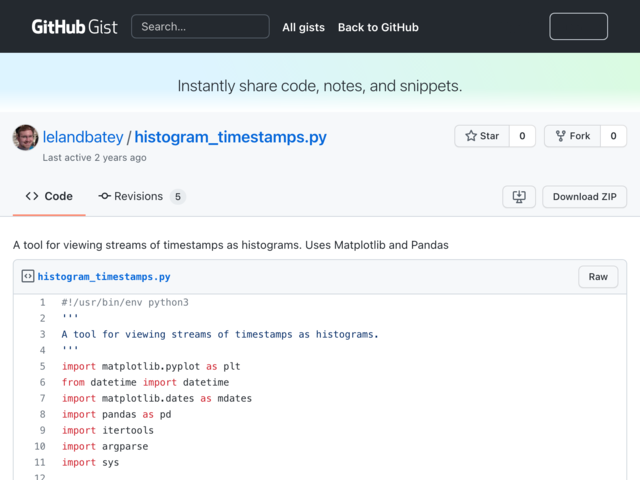 GitHub Gist Search... All gists Back to GitHub
Instantly share code, notes, and snippets.
lelandbatey / histogram_timestamps.py Star 0 Fork 0
Last active 2 years ago
Code Revisions 5 Download ZIP
A tool for viewing streams of timestamps as histograms. Uses Matplotlib and Pandas
histogram_timestamps.py Raw
1 #!/usr/bin/env python3
2 '''
3 A tool for viewing streams of timestamps as histograms.
4 '''
5 import matplotlib.pyplot as plt
6 from datetime import datetime
7 import matplotlib.dates as mdates
8 import pandas as pd
9 import itertools
10 import argparse
11 import sys
12